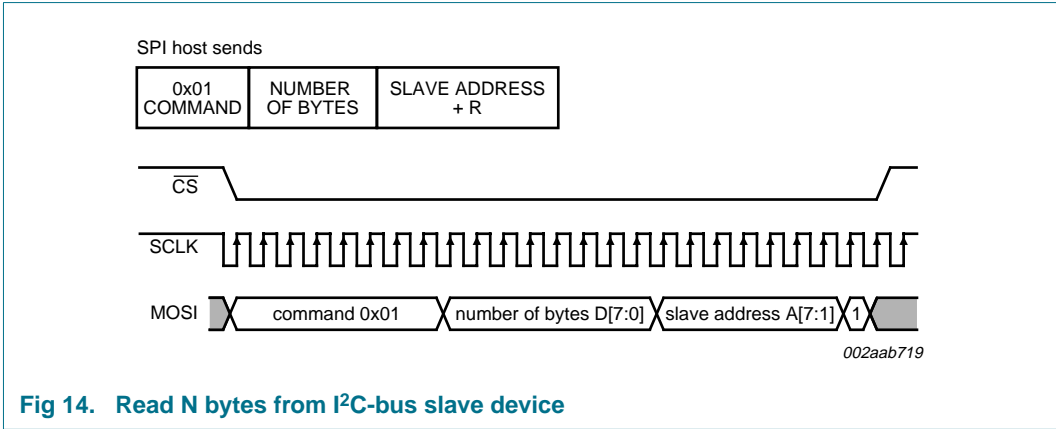 SPI host sends
0x01 COMMAND
NUMBER OF BYTES
SLAVE ADDRESS + R
CS
SCLK
MOSI
command 0x01
number of bytes D[7:0]
slave address A[7:1]
1
002aab719
Fig 14. Read N bytes from I²C-bus slave device